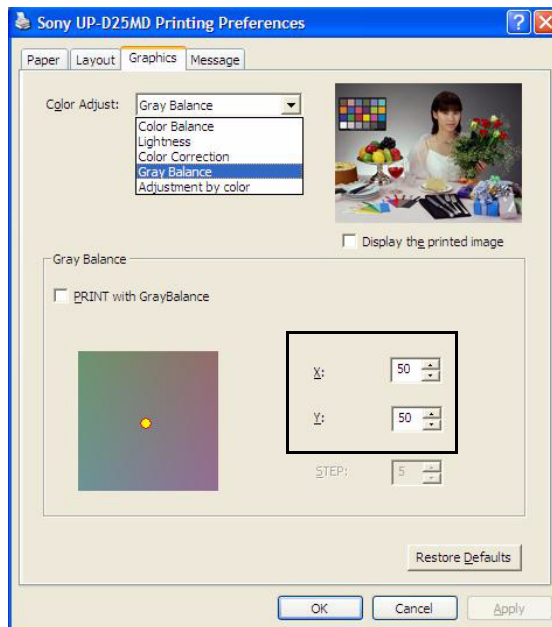 Sony UP-D25MD Printing Preferences
Paper Layout Graphics Message
Color Adjust: Gray Balance
Color Balance
Lightness
Color Correction
Gray Balance
Adjustment by color
Display the printed image
Gray Balance
PRINT with GrayBalance
X: 50
Y: 50
STEP: 5
Restore Defaults
OK Cancel Apply